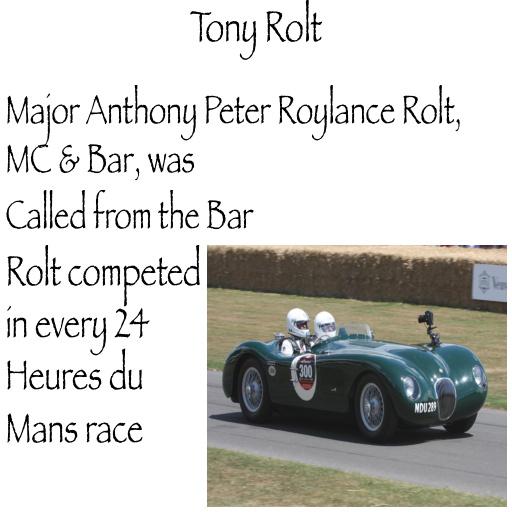 Tony Rolt
Major Anthony Peter Roylance Rolt,
MC & Bar, was
Called from the Bar
Rolt competed
in every 24
Heures du
Mans race
300
MDU 289